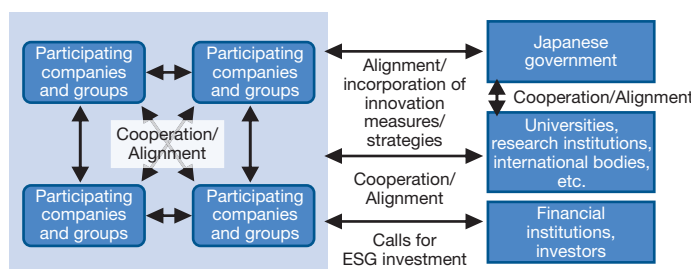 Participating
companies
and groups
Participating
companies
and groups
Cooperation/
Alignment
Participating
companies
and groups
Participating
companies
and groups
Alignment/
incorporation of
innovation
measures/
strategies
Cooperation/
Alignment
Calls for
ESG investment
Japanese
government
Cooperation/Alignment
Universities,
research institutions,
international bodies,
etc.
Financial
institutions,
investors